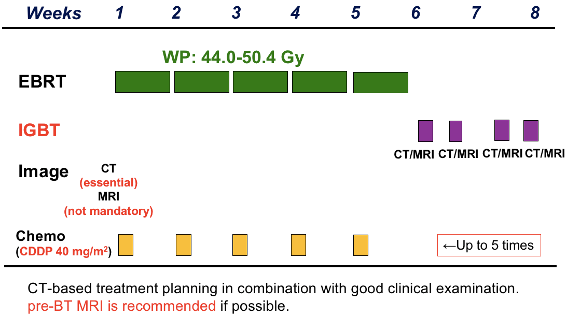 Weeks 1 2 3 4 5 6 7 8
WP: 44.0-50.4 Gy
EBRT
IGBT
CT/MRI CT/MRI CT/MRI CT/MRI
Image
CT
(essential)
MRI
(not mandatory)
Chemo
(CDDP 40 mg/m²)
←Up to 5 times
CT-based treatment planning in combination with good clinical examination.
pre-BT MRI is recommended if possible.